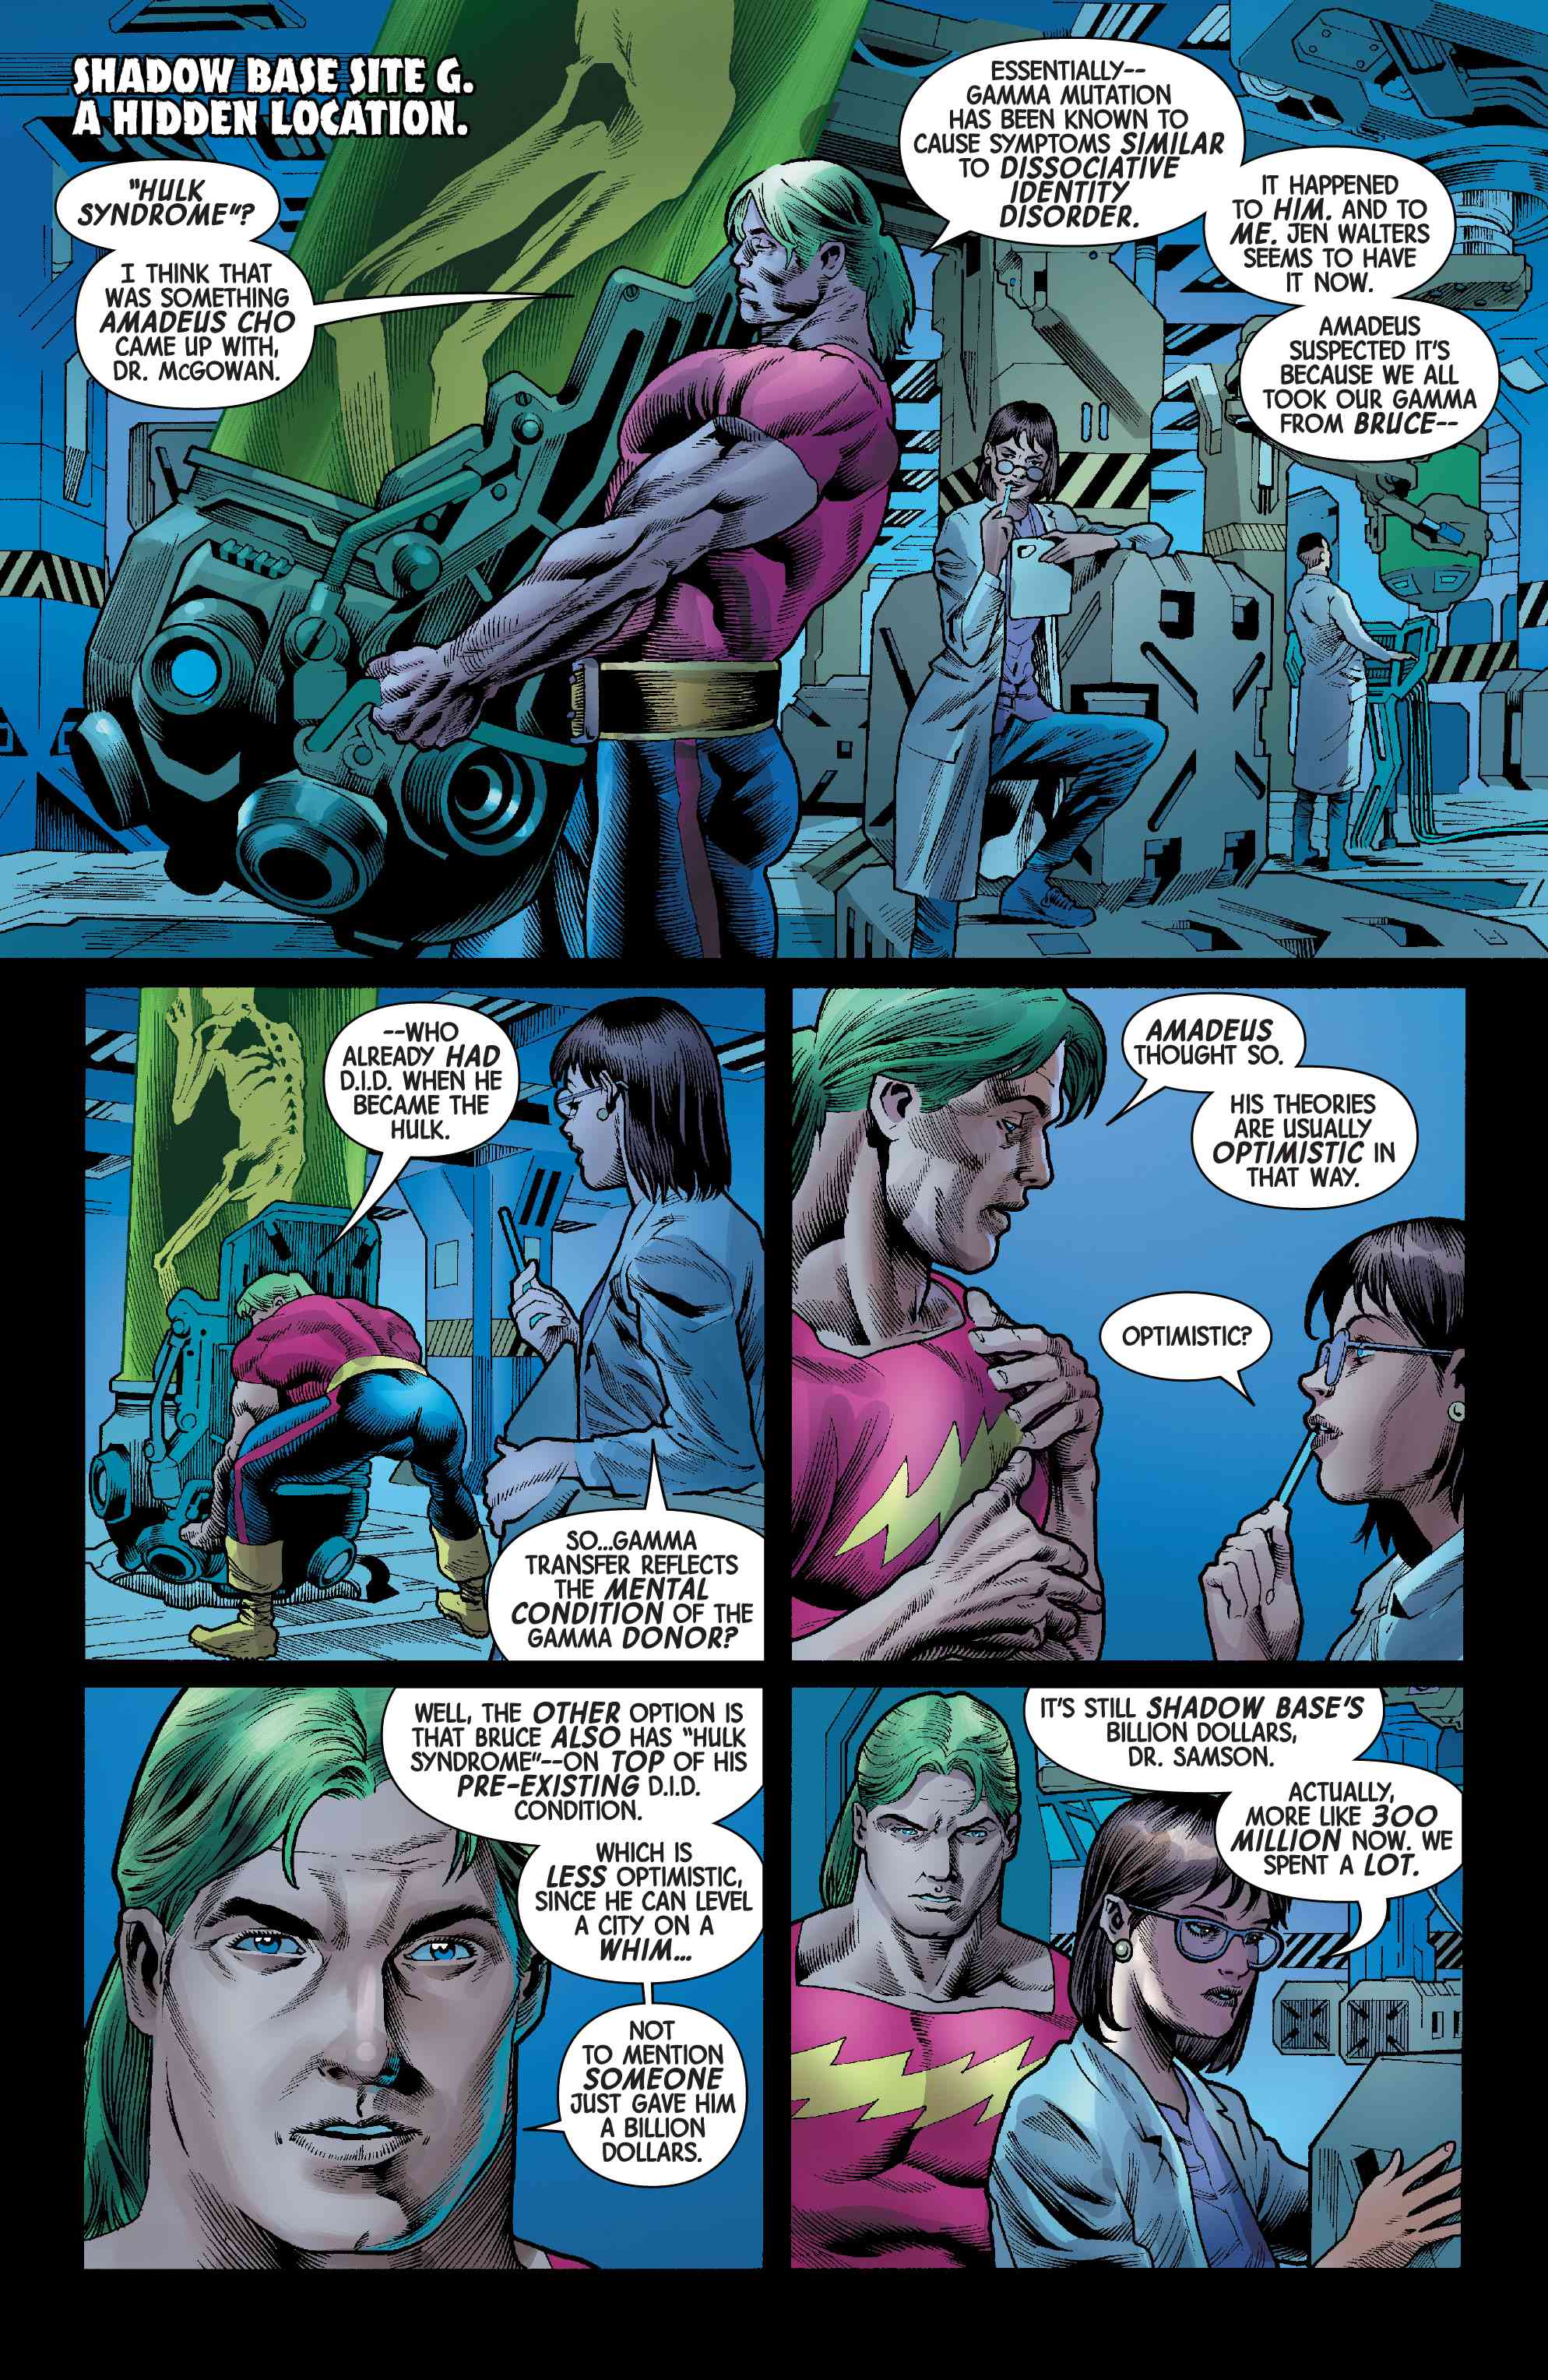 SHADOW BASE SITE G.
A HIDDEN LOCATION.
"HULK
SYNDROME"?
I THINK THAT
WAS SOMETHING
AMADEUS CHO
CAME UP WITH,
DR. McGOWAN.
ESSENTIALLY--
GAMMA MUTATION
HAS BEEN KNOWN TO
CAUSE SYMPTOMS SIMILAR
TO DISSOCIATIVE
IDENTITY
DISORDER.
IT HAPPENED
TO HIM. AND TO
ME. JEN WALTERS
SEEMS TO HAVE
IT NOW.
AMADEUS
SUSPECTED IT'S
BECAUSE WE ALL
TOOK OUR GAMMA
FROM BRUCE--
--WHO
ALREADY HAD
D.I.D. WHEN HE
BECAME THE
HULK.
SO...GAMMA
TRANSFER REFLECTS
THE MENTAL
CONDITION OF THE
GAMMA DONOR?
AMADEUS
THOUGHT SO.
HIS THEORIES
ARE USUALLY
OPTIMISTIC IN
THAT WAY.
OPTIMISTIC?
WELL, THE OTHER OPTION IS
THAT BRUCE ALSO HAS "HULK
SYNDROME"--ON TOP OF HIS
PRE-EXISTING D.I.D.
CONDITION.
WHICH IS
LESS OPTIMISTIC,
SINCE HE CAN LEVEL
A CITY ON A
WHIM...
NOT
TO MENTION
SOMEONE
JUST GAVE HIM
A BILLION
DOLLARS.
IT'S STILL SHADOW BASE'S
BILLION DOLLARS,
DR. SAMSON.
ACTUALLY,
MORE LIKE 300
MILLION NOW. WE
SPENT A LOT.